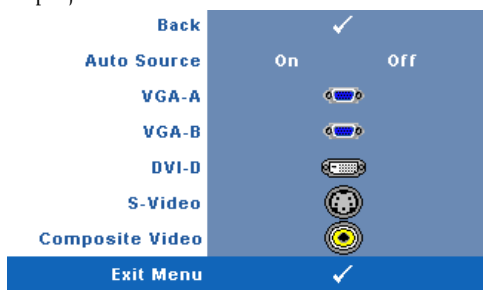 Back
Auto Source On Off
VGA-A
VGA-B
DVI-D
S-Video
Composite Video
Exit Menu